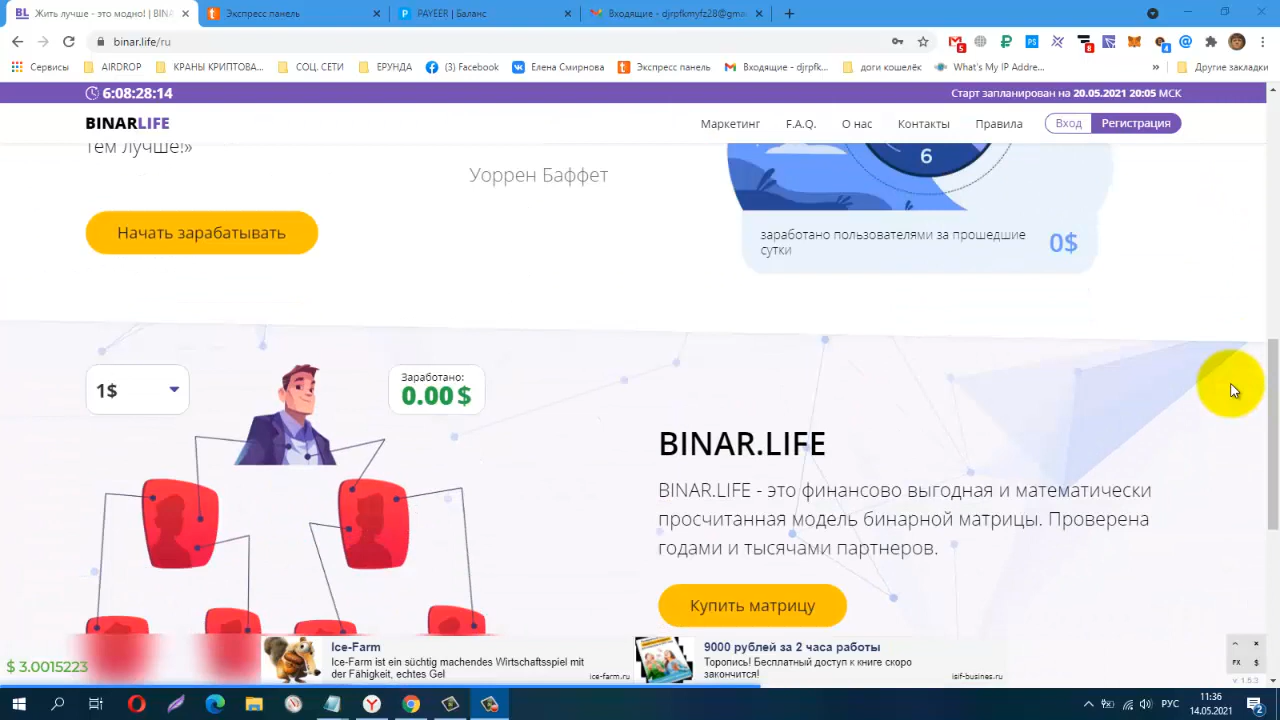 Жить лучше - это модно! | BINAR
Экспресс панель
PAYEER | Баланс
Входящие - djrpfkmyfz28@gma
binar.life/ru
Сервисы
AIRDROP
КРАНЫ КРИПТОВА...
СОЦ. СЕТИ
ЕРУНДА
(3) Facebook
Елена Смирнова
Экспресс панель
Входящие - djrpfk...
доги кошелёк
What's My IP Addre...
»
Другие закладки
6:08:28:14
Старт запланирован на 20.05.2021 20:05 МСК
BINARLIFE
Маркетинг
F.A.Q.
О нас
Контакты
Правила
Вход
Регистрация
тем лучше!»
Уоррен Баффет
6
Начать зарабатывать
заработано пользователями за прошедшие
сутки
0$
1$
Заработано:
0.00 $
BINAR.LIFE
BINAR.LIFE - это финансово выгодная и математически
просчитанная модель бинарной матрицы. Проверена
годами и тысячами партнеров.
Купить матрицу
$ 3.0015223
Ice-Farm
Ice-Farm ist ein süchtig machendes Wirtschaftsspiel mit
der Fähigkeit, echtes Gel
ice-farm.ru
9000 рублей за 2 часа работы
Торопись! Бесплатный доступ к книге скоро
закончится!
isif-busines.ru
FX
$
v 1.5.3
РУС
11:36
14.05.2021